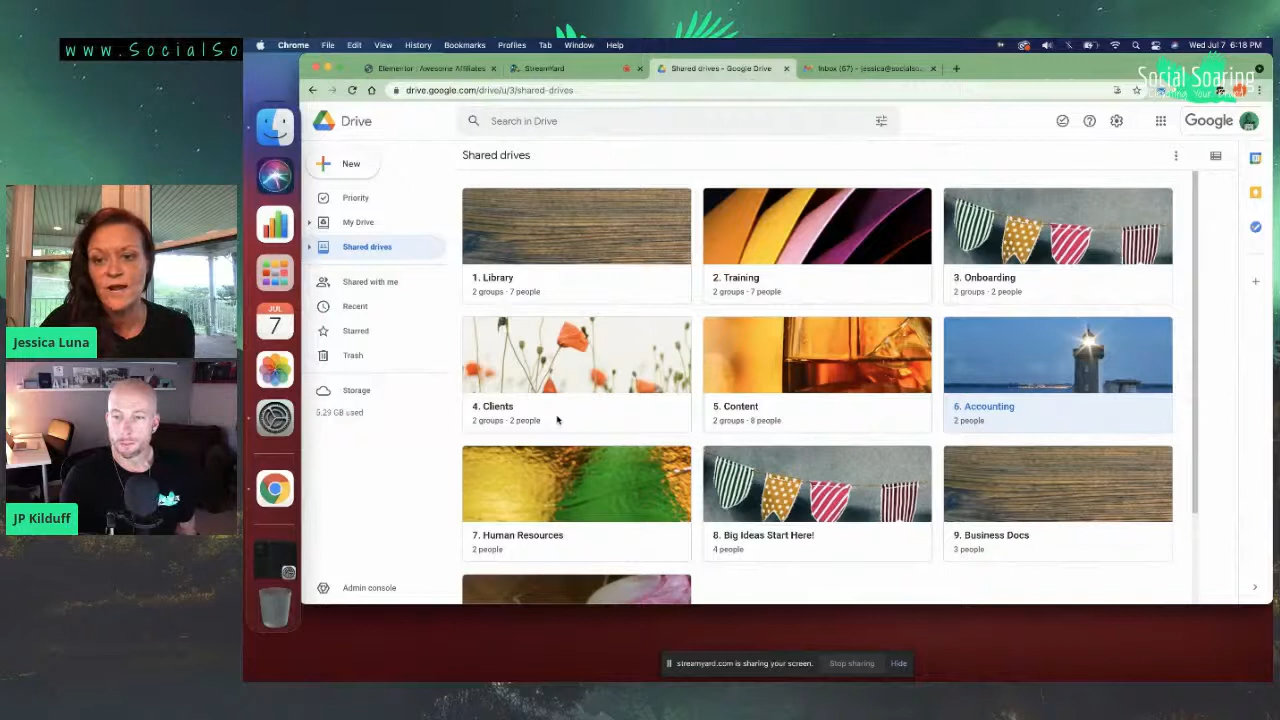 www.SocialSo
Chrome File Edit View History Bookmarks Profiles Tab Window Help
Wed Jul 7 6:18 PM
Elementor: Awesome Affiliates
StreamYard
Shared drives - Google Drive
Inbox (67) - jessica@socialso
drive.google.com/drive/u/3/shared-drives
Social Soaring
Drive
Search in Drive
Google
New
Shared drives
Priority
My Drive
Shared drives
Shared with me
Recent
Starred
Trash
Storage
5.29 GB used
Admin console
1. Library
2 groups · 7 people
2. Training
2 groups · 7 people
3. Onboarding
2 groups · 2 people
4. Clients
2 groups · 2 people
5. Content
2 groups · 8 people
6. Accounting
2 people
7. Human Resources
2 people
8. Big Ideas Start Here!
4 people
9. Business Docs
3 people
JUL
7
Jessica Luna
JP Kilduff
streamyard.com is sharing your screen.
Stop sharing
Hide